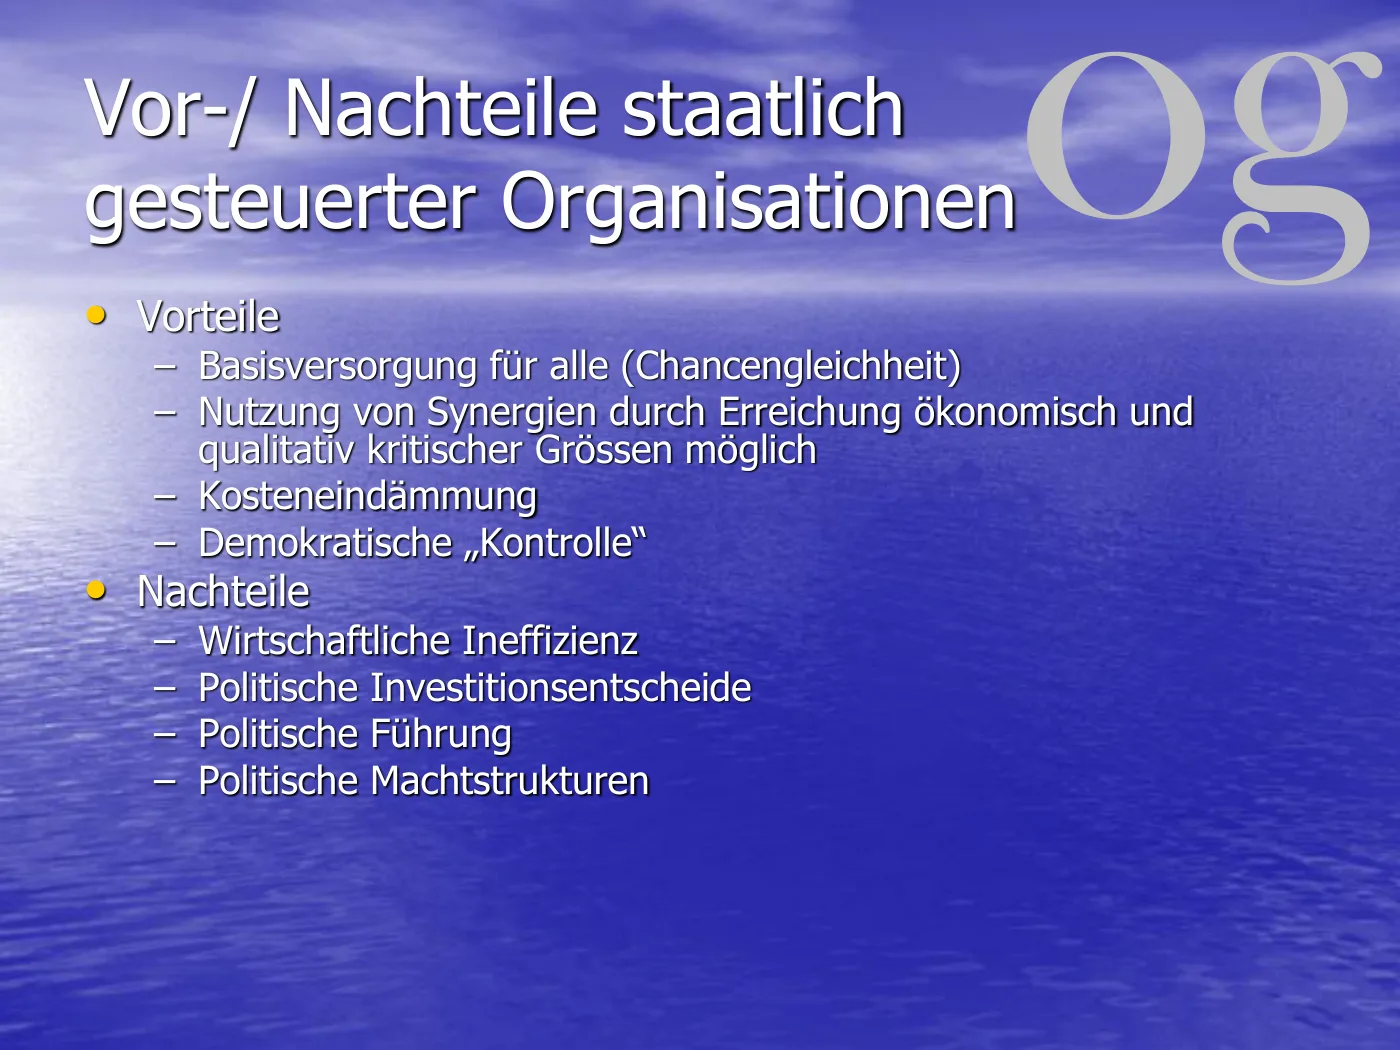 Vor-/ Nachteile staatlich
gesteuerter Organisationen
og
• Vorteile
– Basisversorgung für alle (Chancengleichheit)
– Nutzung von Synergien durch Erreichung ökonomisch und
qualitativ kritischer Grössen möglich
– Kosteneindämmung
– Demokratische „Kontrolle“
• Nachteile
– Wirtschaftliche Ineffizienz
– Politische Investitionsentscheide
– Politische Führung
– Politische Machtstrukturen